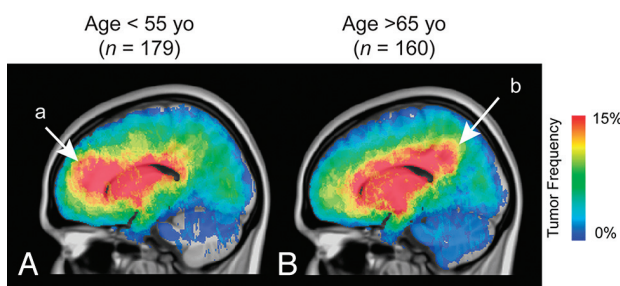 Age < 55 yo
(n = 179)
Age >65 yo
(n = 160)
a
b
A
B
15%
Tumor Frequency
0%